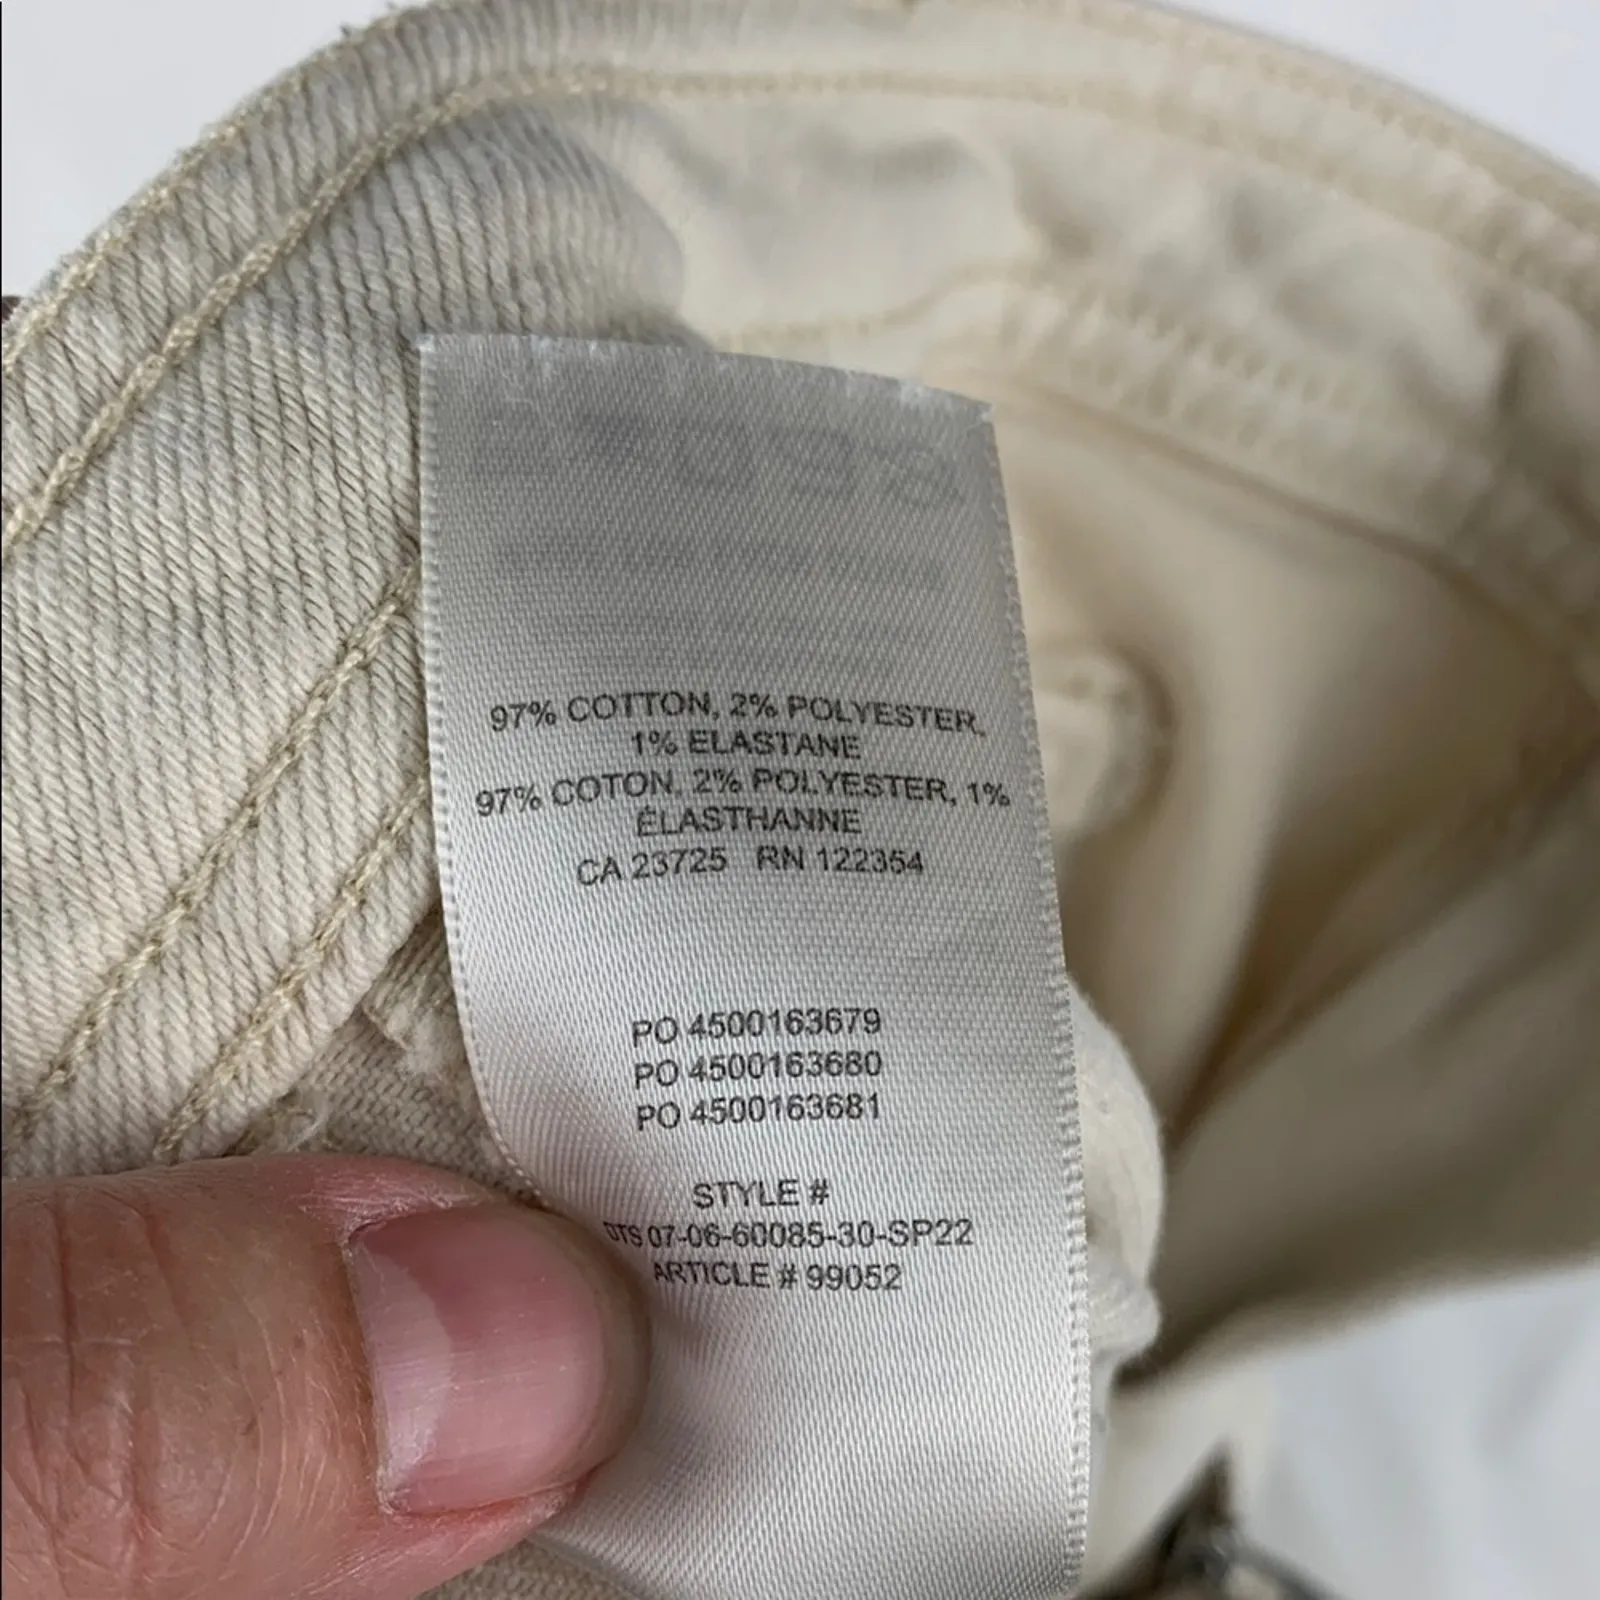 97% COTTON, 2% POLYESTER,
1% ELASTANE
97% COTON, 2% POLYESTER, 1%
ÉLASTHANNE
CA 23725 RN 122354
PO 4500163679
PO 4500163680
PO 4500163681
STYLE #
DTS 07-06-60085-30-SP22
ARTICLE # 99052